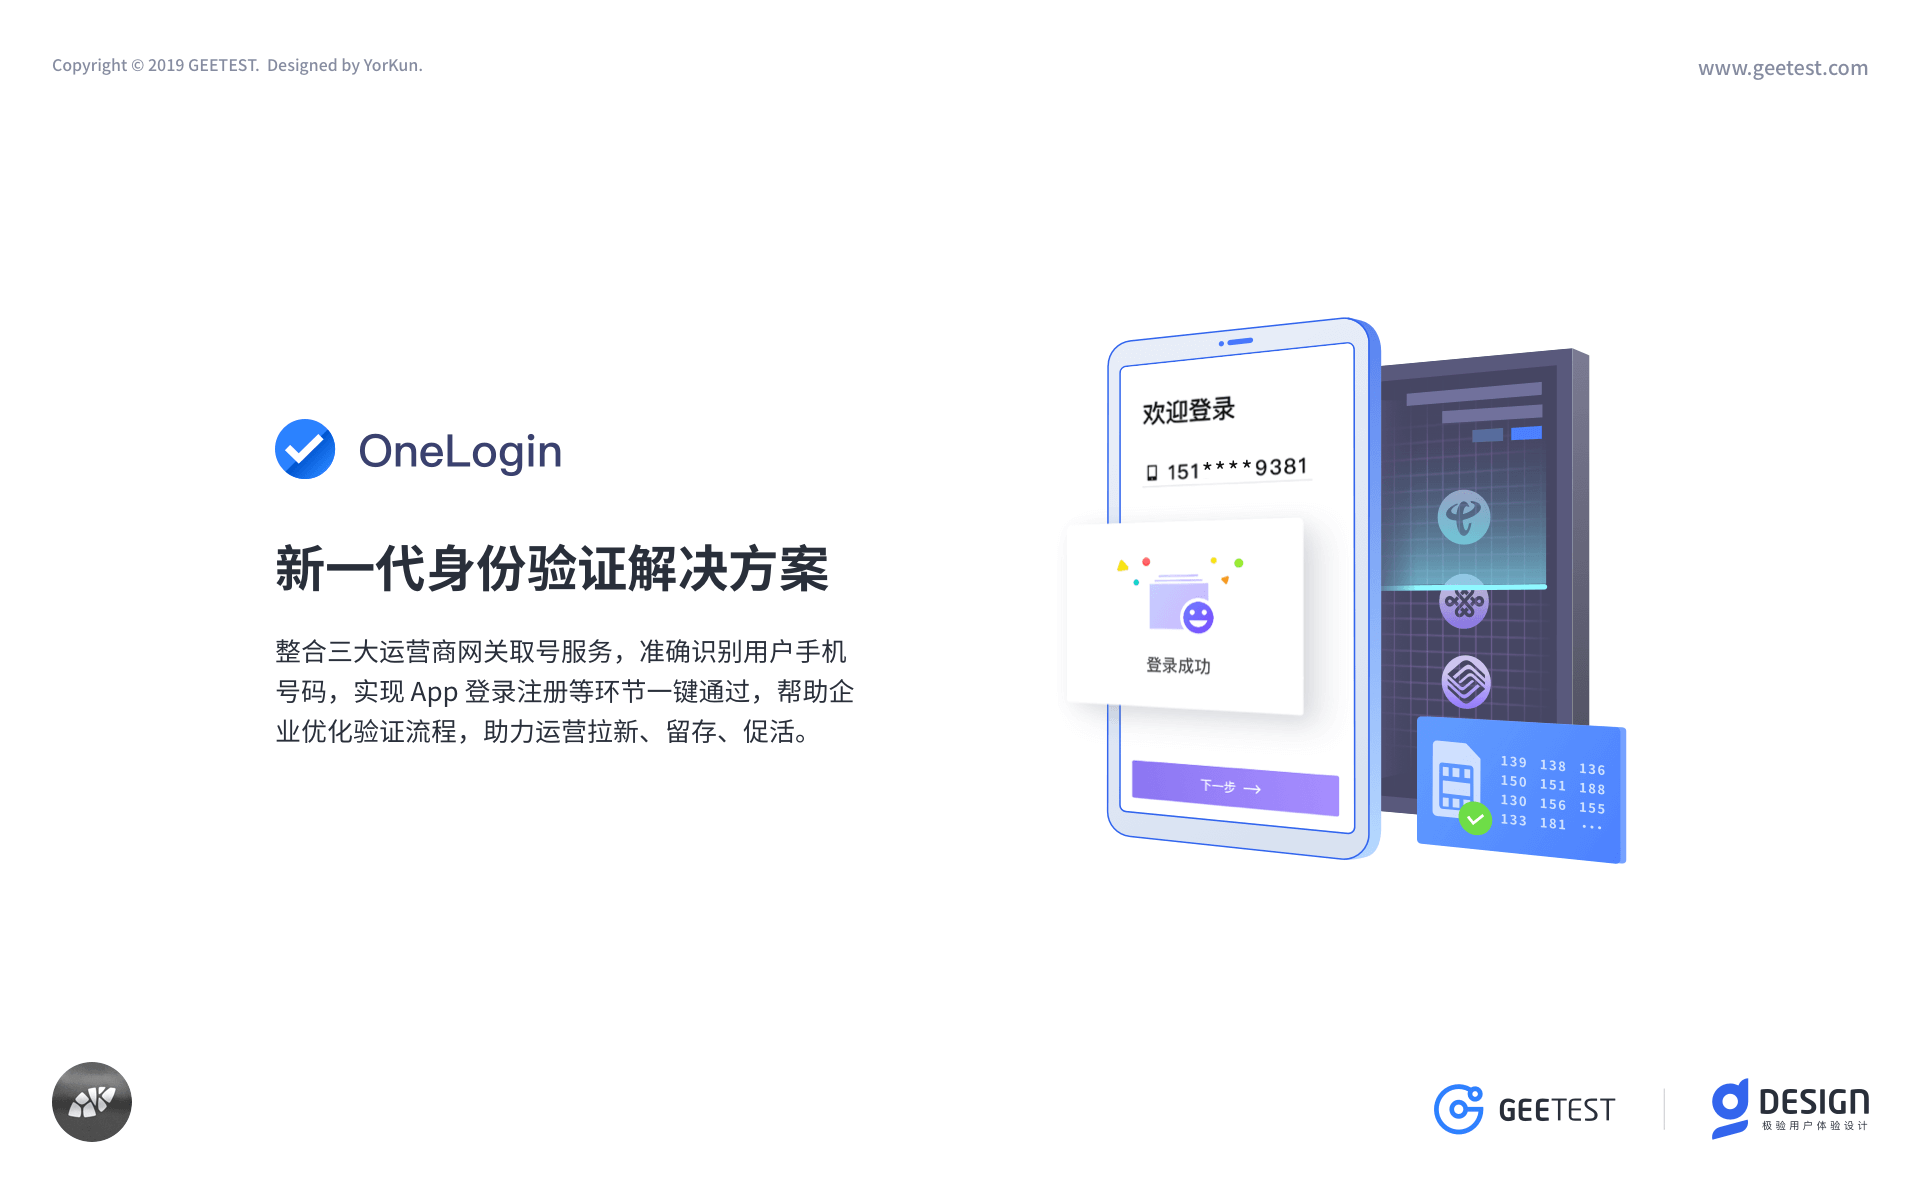 Copyright © 2019 GEETEST. Designed by YorKun.
www.geetest.com
OneLogin
新一代身份验证解决方案
整合三大运营商网关取号服务，准确识别用户手机
号码，实现 App 登录注册等环节一键通过，帮助企
业优化验证流程，助力运营拉新、留存、促活。
欢迎登录
151****9381
登录成功
下一步 →
139 138 136
150 151 188
130 156 155
133 181 ···
GEETEST
DESIGN
极验用户体验设计